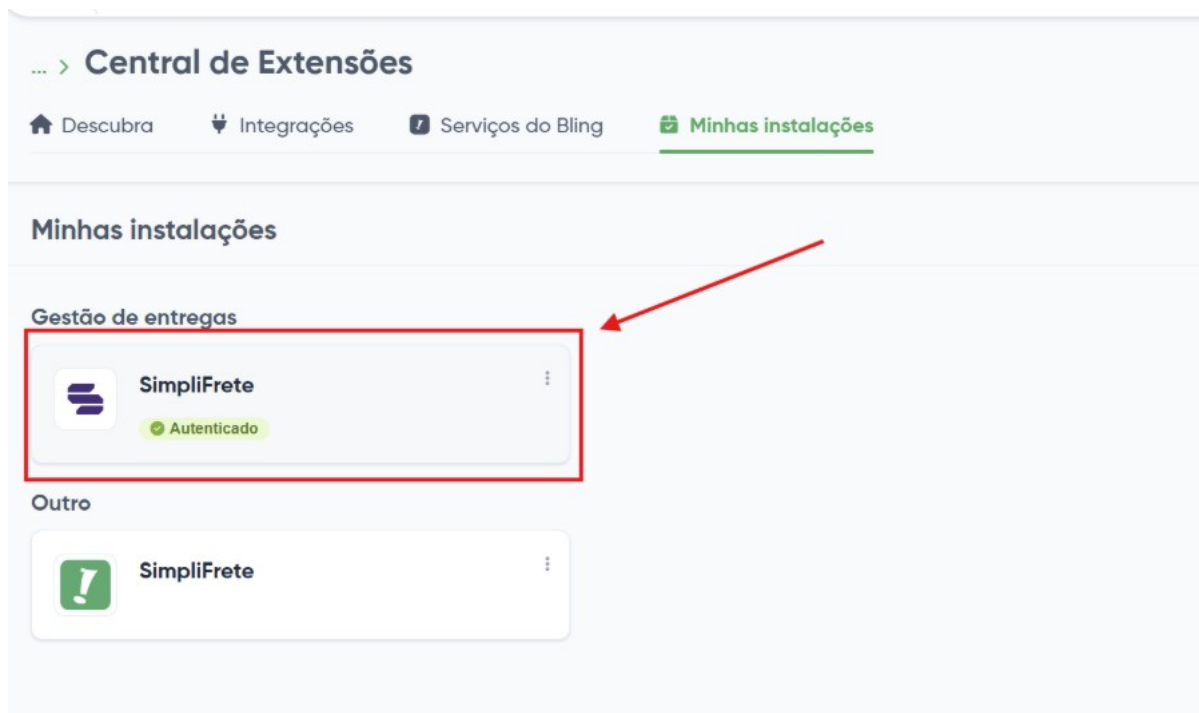 ... > Central de Extensões
Descubra Integrações Serviços do Bling Minhas instalações
Minhas instalações
Gestão de entregas
SimpliFrete
Autenticado
Outro
SimpliFrete